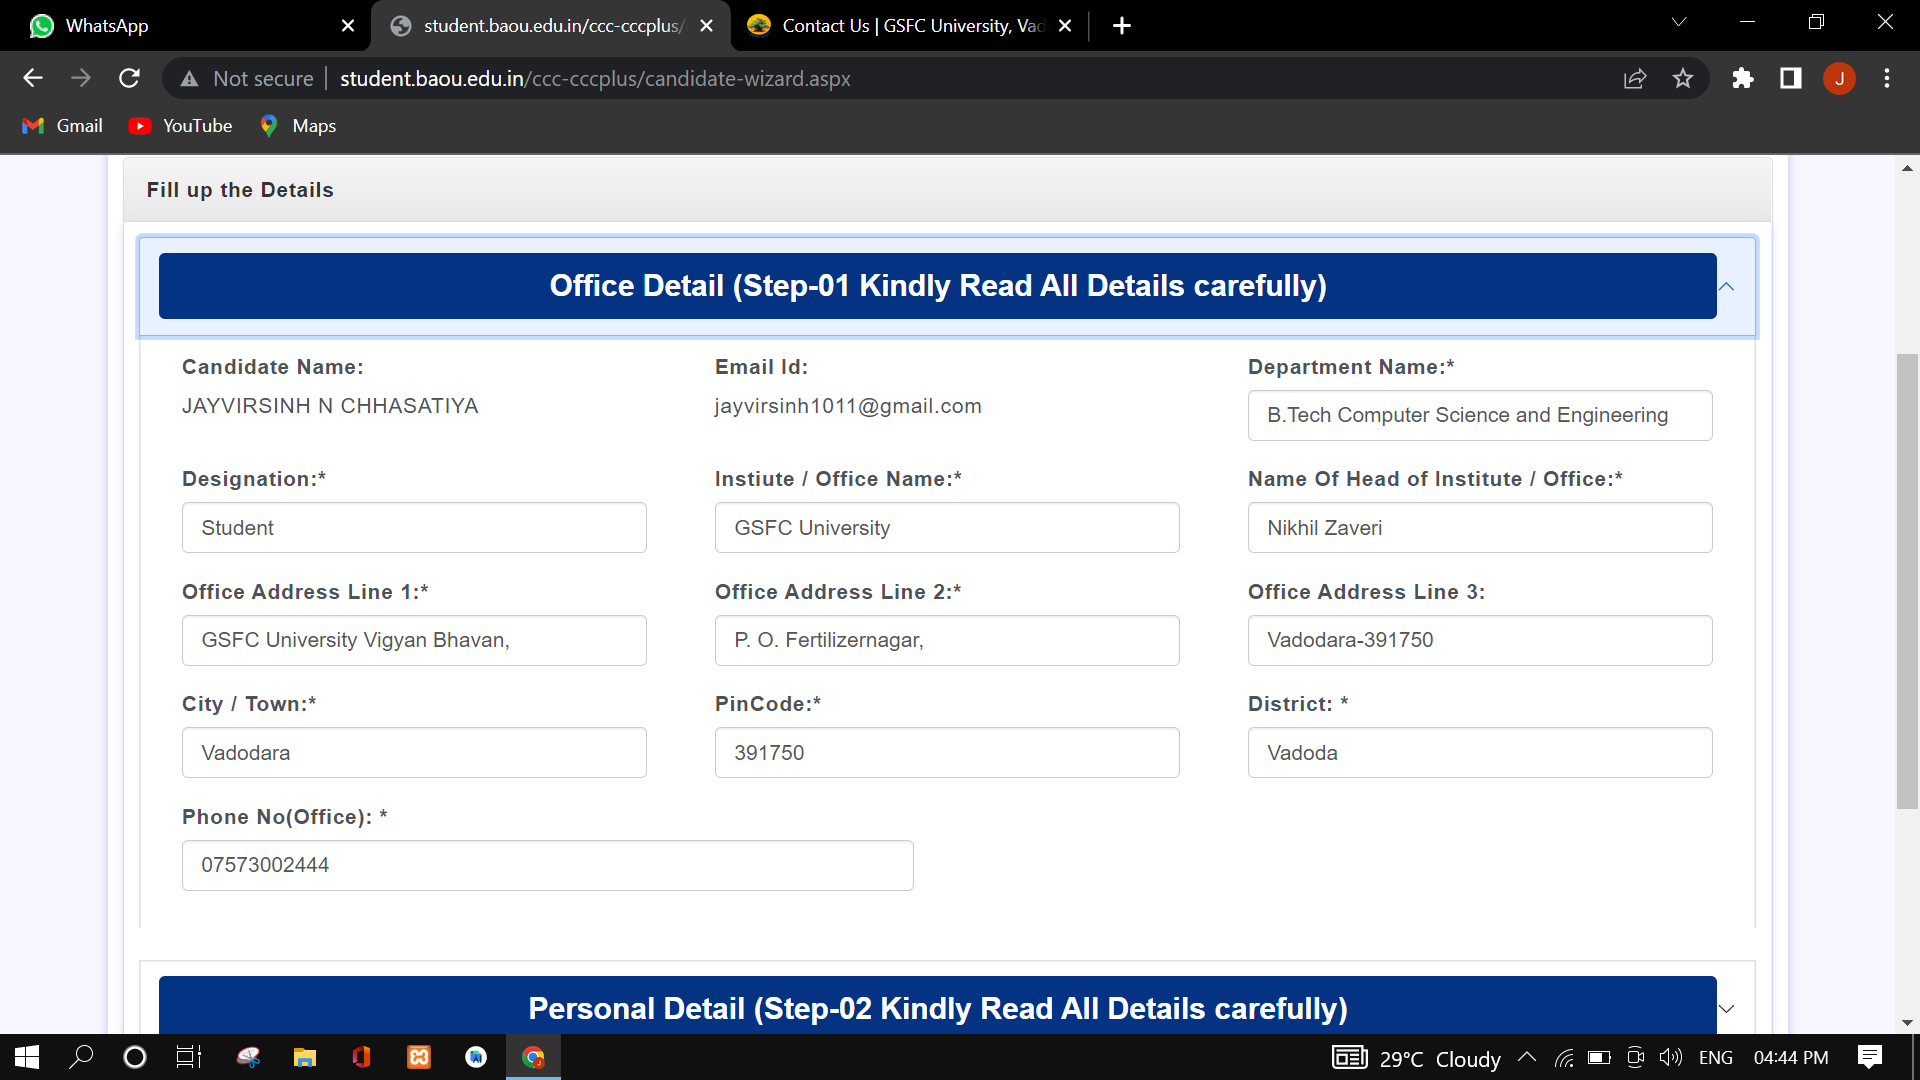 WhatsApp
student.baou.edu.in/ccc-cccplus/
Contact Us | GSFC University, Vad
Not secure
student.baou.edu.in/ccc-cccplus/candidate-wizard.aspx
J
Gmail
YouTube
Maps
Fill up the Details
Office Detail (Step-01 Kindly Read All Details carefully)
Candidate Name:
JAYVIRSINH N CHHASATIYA
Email Id:
jayvirsinh1011@gmail.com
Department Name:*
B.Tech Computer Science and Engineering
Designation:*
Student
Instiute / Office Name:*
GSFC University
Name Of Head of Institute / Office:*
Nikhil Zaveri
Office Address Line 1:*
GSFC University Vigyan Bhavan,
Office Address Line 2:*
P. O. Fertilizernagar,
Office Address Line 3:
Vadodara-391750
City / Town:*
Vadodara
PinCode:*
391750
District: *
Vadoda
Phone No(Office): *
07573002444
Personal Detail (Step-02 Kindly Read All Details carefully)
29°C Cloudy
ENG
04:44 PM